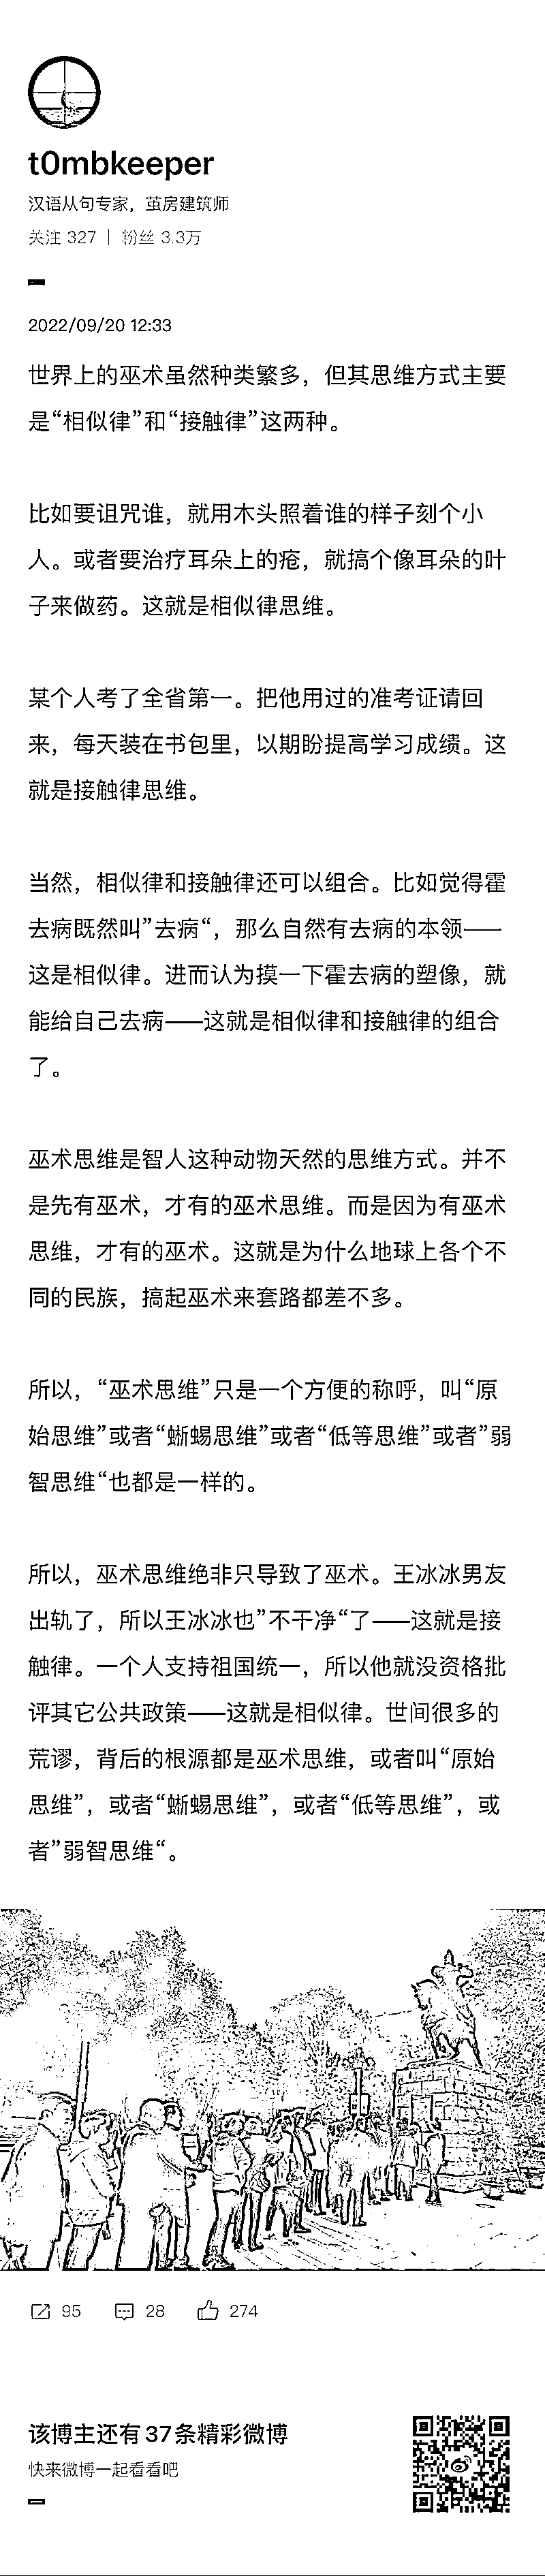 t0mbkeeper
汉语从句专家，茧房建筑师
关注 327 | 粉丝 3.3万
2022/09/20 12:33
世界上的巫术虽然种类繁多，但其思维方式主要
是“相似律”和“接触律”这两种。
比如要诅咒谁，就用木头照着谁的样子刻个小
人。或者要治疗耳朵上的疮，就搞个像耳朵的叶
子来做药。这就是相似律思维。
某个人考了全省第一。把他用过的准考证请回
来，每天装在书包里，以期盼提高学习成绩。这
就是接触律思维。
当然，相似律和接触律还可以组合。比如觉得霍
去病既然叫”去病“，那么自然有去病的本领——
这是相似律。进而认为摸一下霍去病的塑像，就
能给自己去病——这就是相似律和接触律的组合
了。
巫术思维是智人这种动物天然的思维方式。并不
是先有巫术，才有的巫术思维。而是因为有巫术
思维，才有的巫术。这就是为什么地球上各个不
同的民族，搞起巫术来套路都差不多。
所以，“巫术思维”只是一个方便的称呼，叫“原
始思维”或者“蜥蜴思维”或者“低等思维”或者”弱
智思维“也都是一样的。
所以，巫术思维绝非只导致了巫术。王冰冰男友
出轨了，所以王冰冰也”不干净“了——这就是接
触律。一个人支持祖国统一，所以他就没资格批
评其它公共政策——这就是相似律。世间很多的
荒谬，背后的根源都是巫术思维，或者叫“原始
思维”，或者“蜥蜴思维”，或者“低等思维”，或
者”弱智思维“。
95 28 274
该博主还有37条精彩微博
快来微博一起看看吧